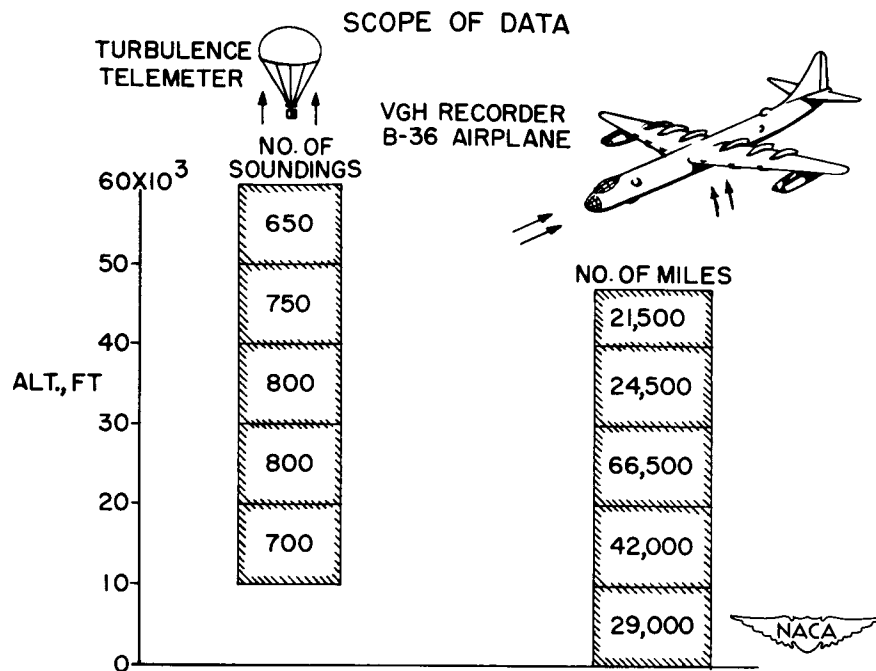 SCOPE OF DATA
TURBULENCE
TELEMETER
VGH RECORDER
B-36 AIRPLANE
NO. OF
SOUNDINGS
60X10³
650
50
750
40
ALT., FT
800
30
800
20
700
10
0
NO. OF MILES
21,500
24,500
66,500
42,000
29,000
NACA